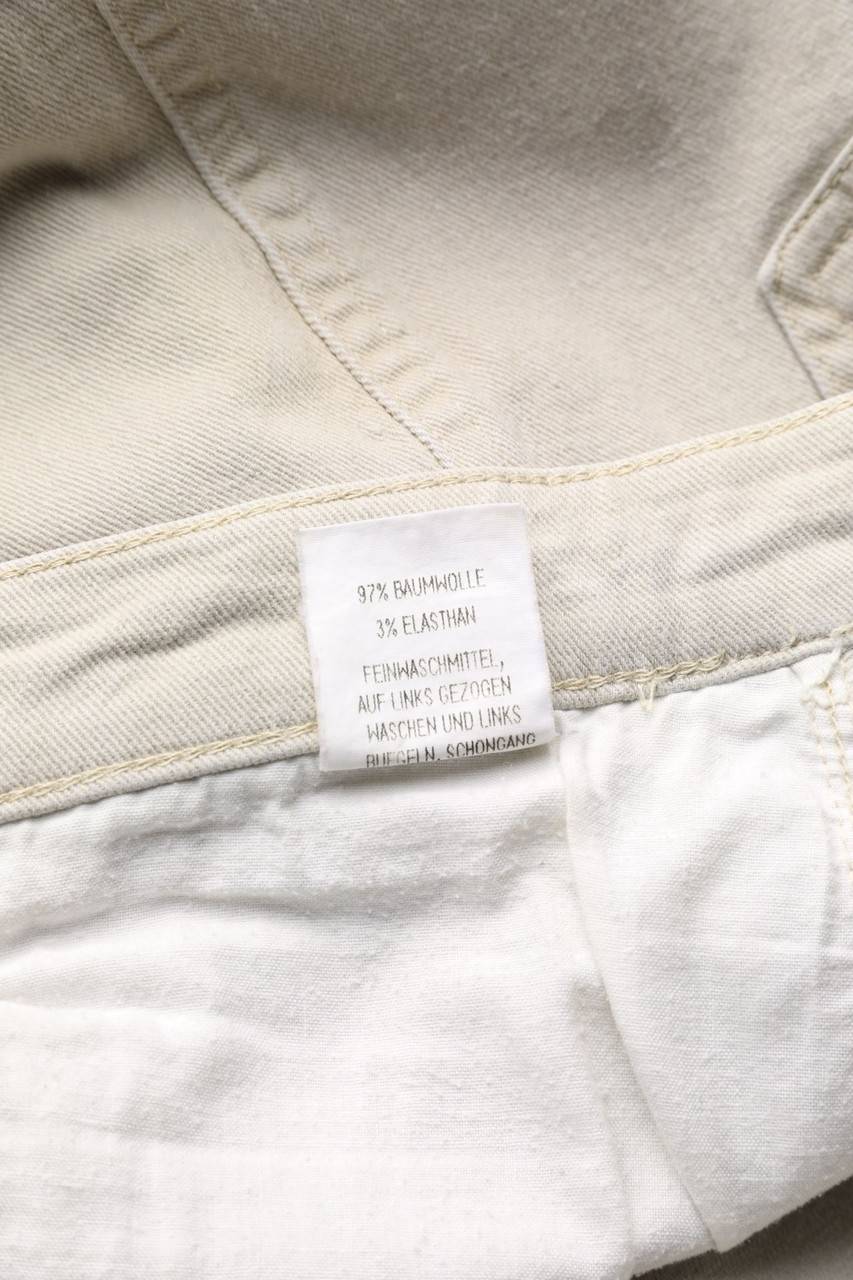 97% BAUMWOLLE
3% ELASTHAN
FEINWASCHMITTEL,
AUF LINKS GEZOGEN
WASCHEN UND LINKS
BUEGELN. SCHONGANG